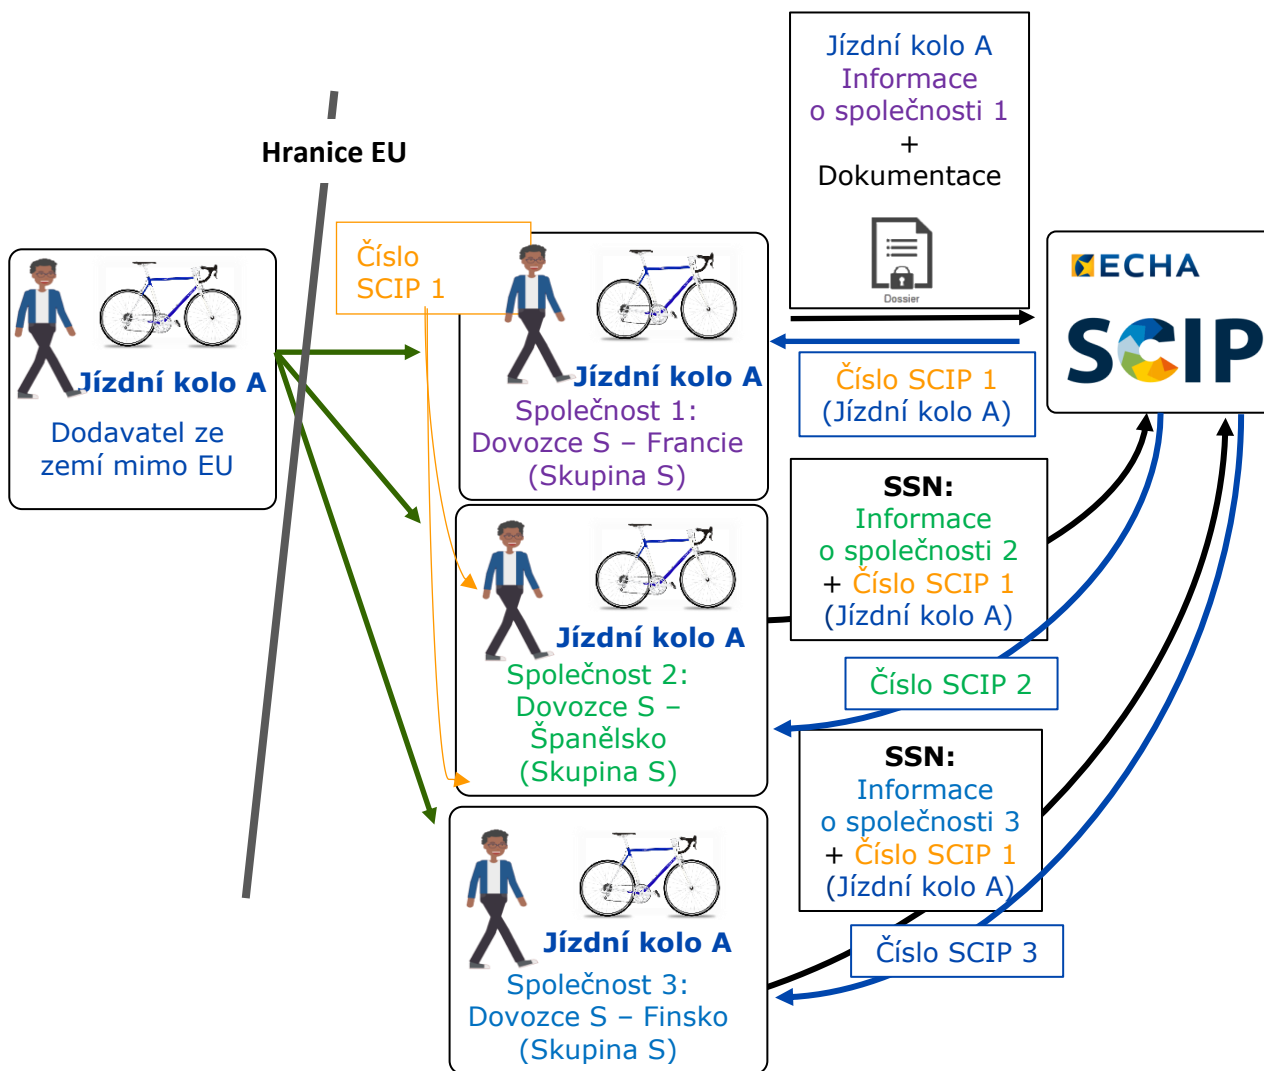 Jízdní kolo A
Informace
o společnosti 1
+
Dokumentace
Dossier
Hranice EU
Jízdní kolo A
Dodavatel ze
zemí mimo EU
Číslo
SCIP 1
Jízdní kolo A
Společnost 1:
Dovozce S – Francie
(Skupina S)
ECHA
SCIP
Číslo SCIP 1
(Jízdní kolo A)
Jízdní kolo A
Společnost 2:
Dovozce S –
Španělsko
(Skupina S)
SSN:
Informace
o společnosti 2
+ Číslo SCIP 1
(Jízdní kolo A)
Číslo SCIP 2
SSN:
Informace
o společnosti 3
+ Číslo SCIP 1
(Jízdní kolo A)
Číslo SCIP 3
Jízdní kolo A
Společnost 3:
Dovozce S – Finsko
(Skupina S)